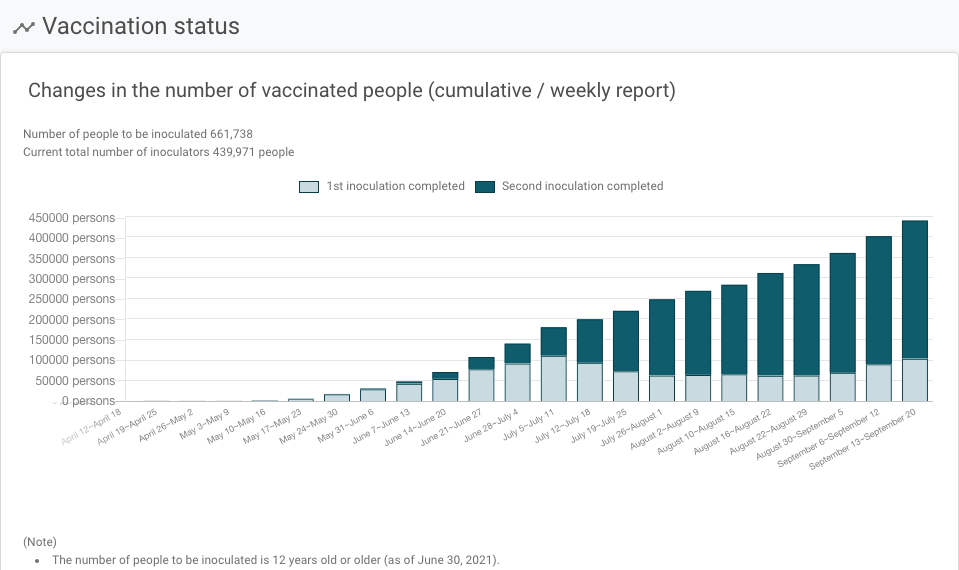 Vaccination status
Changes in the number of vaccinated people (cumulative / weekly report)
Number of people to be inoculated 661,738
Current total number of inoculators 439,971 people
1st inoculation completed
Second inoculation completed
450000 persons
400000 persons
350000 persons
300000 persons
250000 persons
200000 persons
150000 persons
100000 persons
50000 persons
0 persons
April 12~April 18
April 19~April 25
April 26~May 2
May 3~May 9
May 10~May 16
May 17~May 23
May 24~May 30
May 31~June 6
June 7~June 13
June 14~June 20
June 21~June 27
June 28~July 4
July 5~July 11
July 12~July 18
July 19~July 25
July 26~August 1
August 2~August 9
August 10~August 15
August 16~August 22
August 22~August 29
August 30~September 5
September 6~September 12
September 13~September 20
(Note)
• The number of people to be inoculated is 12 years old or older (as of June 30, 2021).